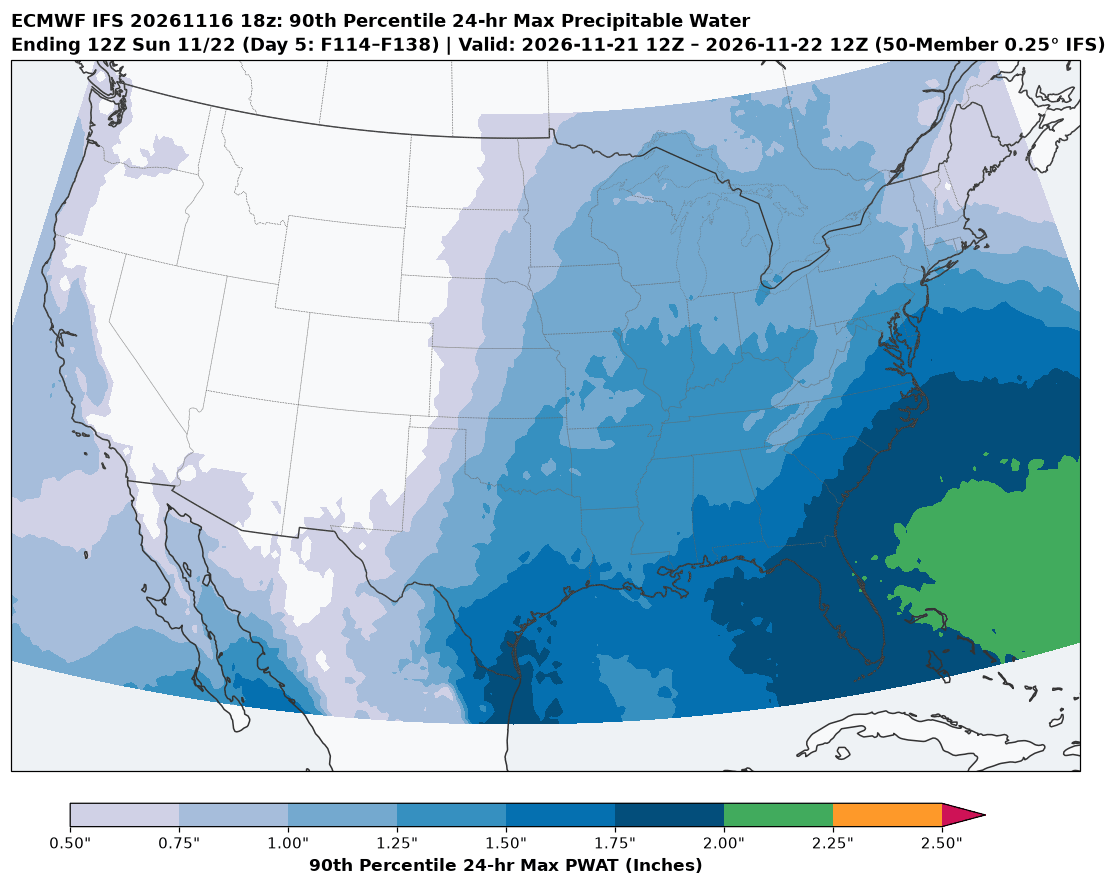 ECMWF IFS 20261116 18z: 90th Percentile 24-hr Max Precipitable Water
Ending 12Z Sun 11/22 (Day 5: F114–F138) | Valid: 2026-11-21 12Z – 2026-11-22 12Z (50-Member 0.25° IFS)
0.50" 0.75" 1.00" 1.25" 1.50" 1.75" 2.00" 2.25" 2.50"
90th Percentile 24-hr Max PWAT (Inches)